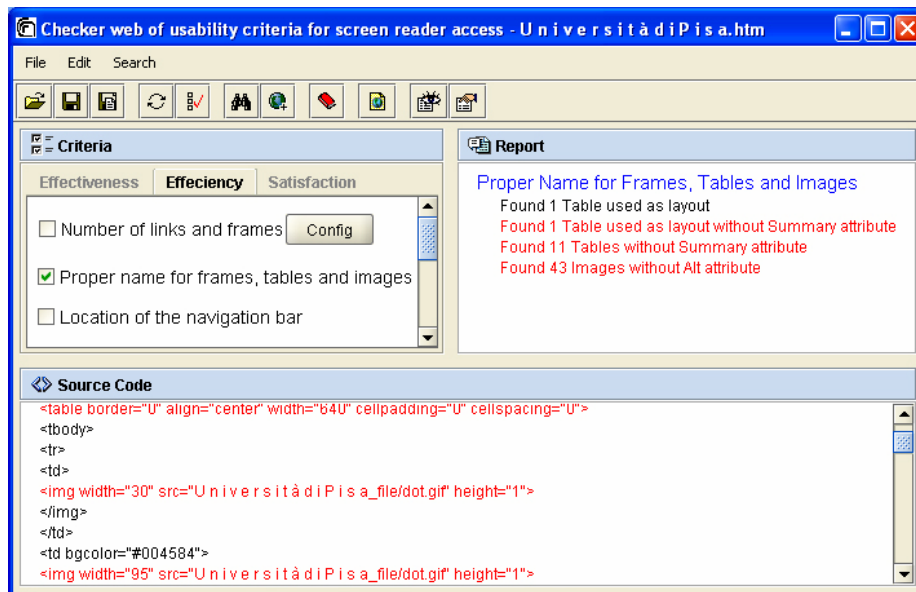 Checker web of usability criteria for screen reader access - U n i v e r s i t à d i P i s a.htm
File Edit Search
Criteria
Effectiveness Effeciency Satisfaction
Number of links and frames Config
Proper name for frames, tables and images
Location of the navigation bar
Report
Proper Name for Frames, Tables and Images
Found 1 Table used as layout
Found 1 Table used as layout without Summary attribute
Found 11 Tables without Summary attribute
Found 43 Images without Alt attribute
Source Code
<table border="0" align="center" width="640" cellpadding="0" cellspacing="0">
<tbody>
<tr>
<td>
<img width="30" src="U n i v e r s i t à d i P i s a_file/dot.gif" height="1">
</img>
</td>
<td bgcolor="#004584">
<img width="95" src="U n i v e r s i t à d i P i s a_file/dot.gif" height="1">